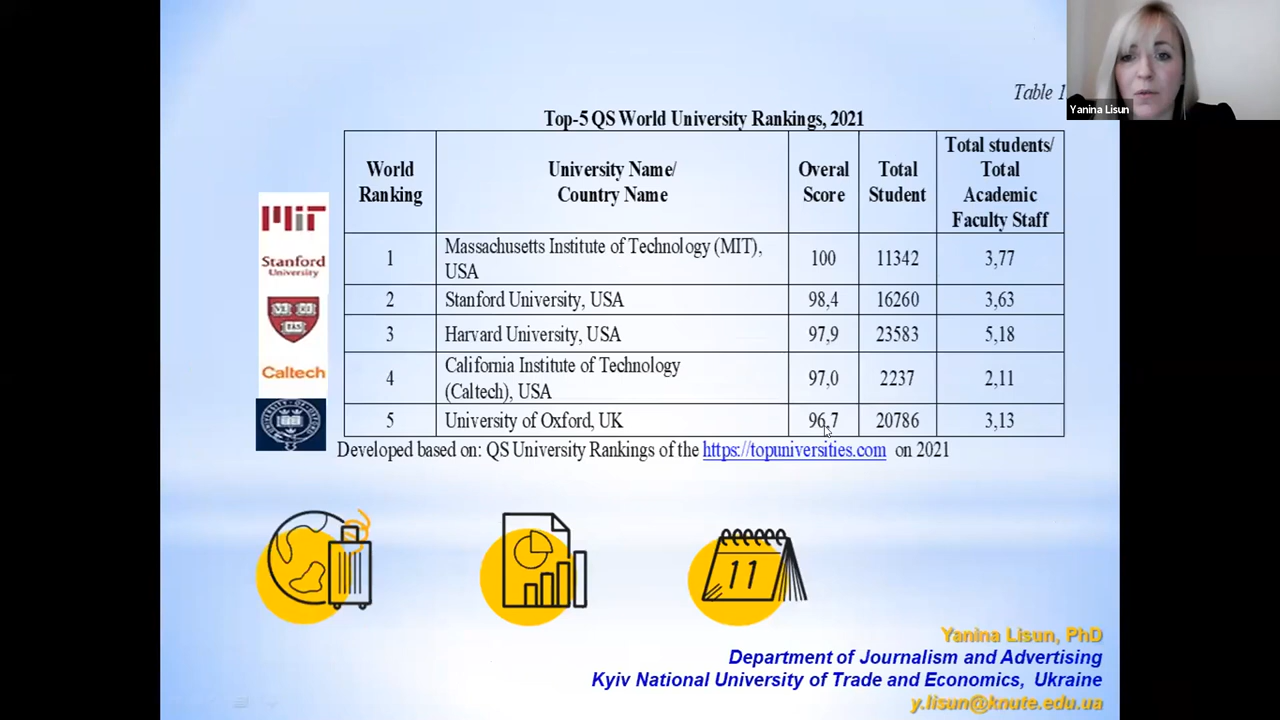 Yanina Lisun
Table 1
Top-5 QS World University Rankings, 2021
World Ranking
University Name/ Country Name
Overal Score
Total Student
Total students/ Total Academic Faculty Staff
1
Massachusetts Institute of Technology (MIT), USA
100
11342
3,77
2
Stanford University, USA
98,4
16260
3,63
3
Harvard University, USA
97,9
23583
5,18
4
California Institute of Technology (Caltech), USA
97,0
2237
2,11
5
University of Oxford, UK
96,7
20786
3,13
MIT
Stanford
University
Caltech
Developed based on: QS University Rankings of the https://topuniversities.com on 2021
11
Yanina Lisun, PhD
Department of Journalism and Advertising
Kyiv National University of Trade and Economics, Ukraine
y.lisun@knute.edu.ua